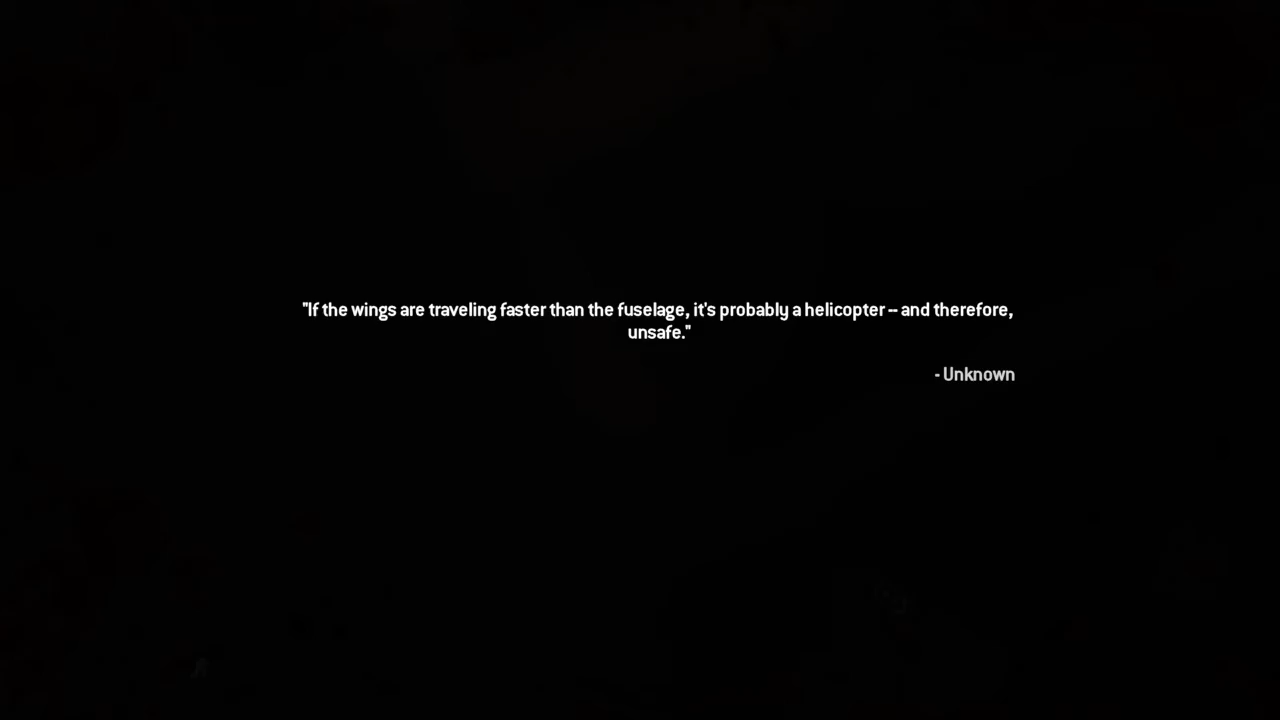 "If the wings are traveling faster than the fuselage, it's probably a helicopter -- and therefore,
unsafe."
- Unknown